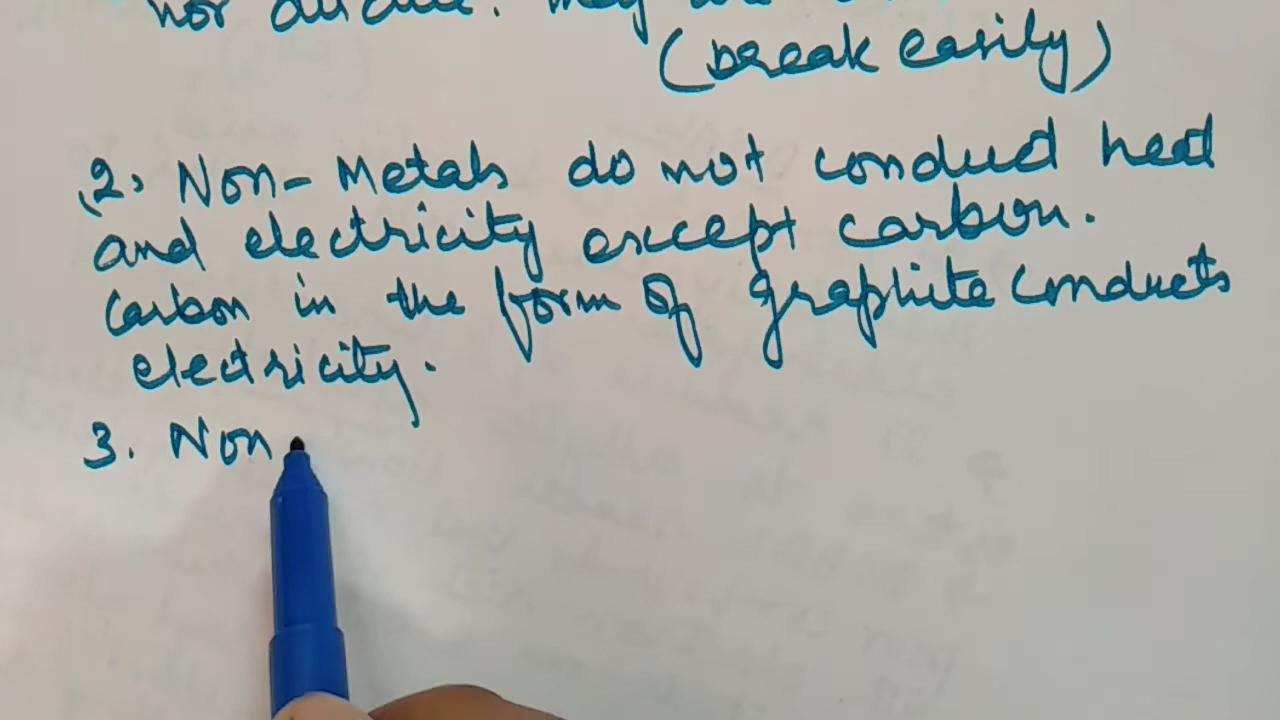 nor
(break easily)
2. Non-Metals do not conduct heat
and electricity except carbon.
Carbon in the form of graphite conducts
electricity.
3. Non